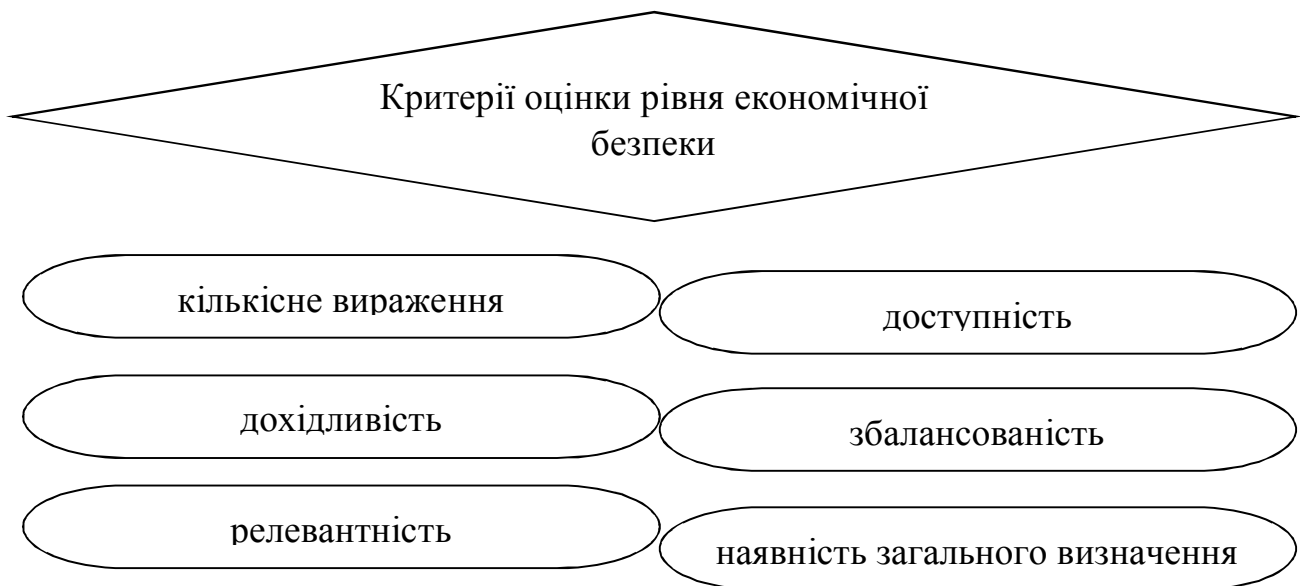 Критерії оцінки рівня економічної
безпеки
кількісне вираження
доступність
дохідливість
збалансованість
релевантність
наявність загального визначення